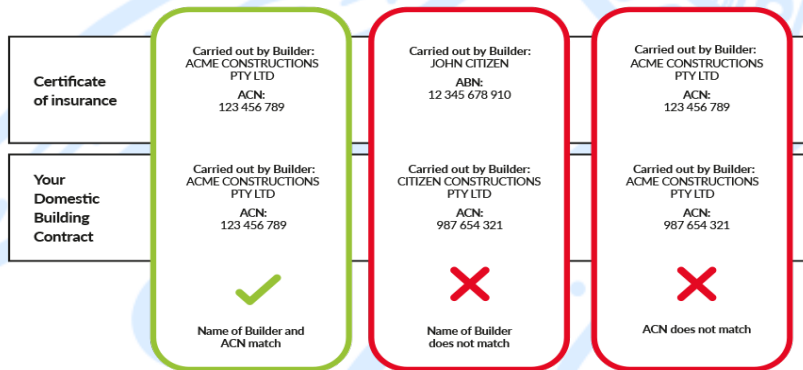 Certificate
of insurance
Carried out by Builder:
ACME CONSTRUCTIONS
PTY LTD
ACN:
123 456 789
Carried out by Builder:
JOHN CITIZEN
ABN:
12 345 678 910
Carried out by Builder:
ACME CONSTRUCTIONS
PTY LTD
ACN:
123 456 789
Your
Domestic
Building
Contract
Carried out by Builder:
ACME CONSTRUCTIONS
PTY LTD
ACN:
123 456 789
Carried out by Builder:
CITIZEN CONSTRUCTIONS
PTY LTD
ACN:
987 654 321
Carried out by Builder:
ACME CONSTRUCTIONS
PTY LTD
ACN:
987 654 321
Name of Builder and
ACN match
Name of Builder
does not match
ACN does not match